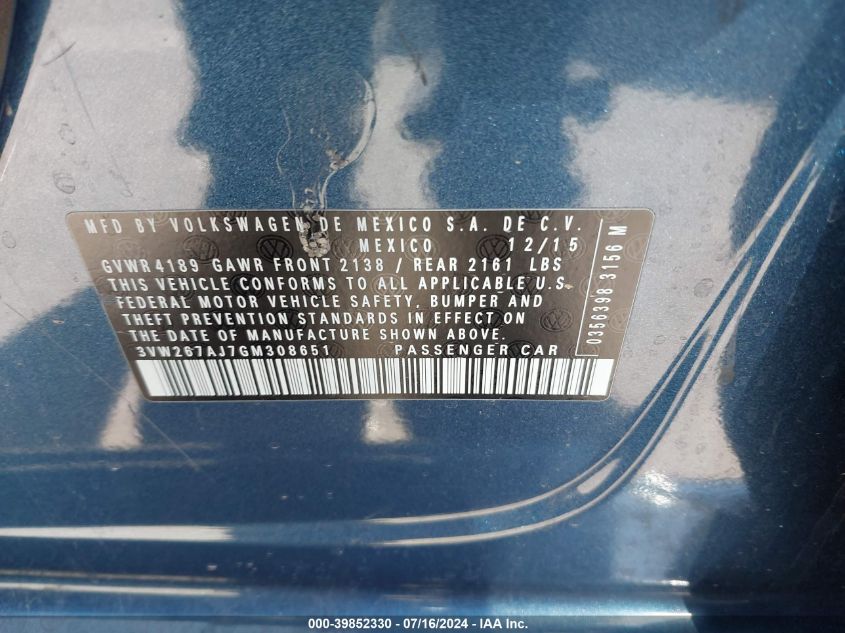 MFD BY VOLKSWAGEN DE MEXICO S.A. DE C.V.
MEXICO 12/15
GVWR 4189 GAWR FRONT 2138 / REAR 2161 LBS
THIS VEHICLE CONFORMS TO ALL APPLICABLE U.S.
FEDERAL MOTOR VEHICLE SAFETY, BUMPER AND
THEFT PREVENTION STANDARDS IN EFFECT ON
THE DATE OF MANUFACTURE SHOWN ABOVE.
3VW267AJ7GM308651 PASSENGER CAR
0356398 3156 M
000-39852330 - 07/16/2024 - IAA Inc.